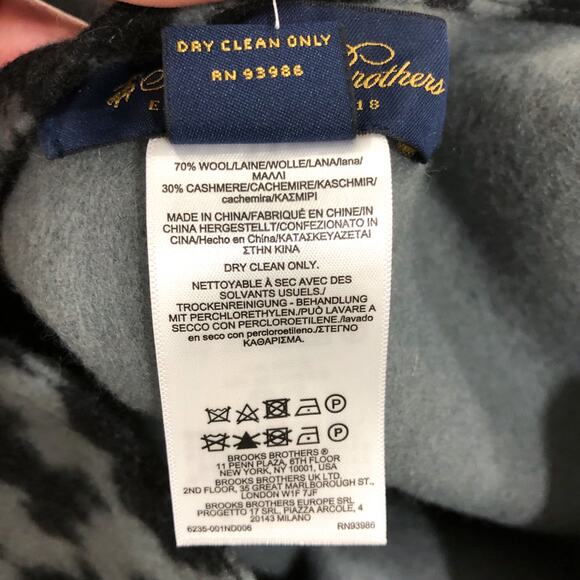 DRY CLEAN ONLY
RN 93986
Brothers
E 18
70% WOOL/LAINE/WOLLE/LANA/lana/
ΜΑΛΛΙ
30% CASHMERE/CACHEMIRE/KASCHMIR/
cachemira/ΚΑΣΜΙΡΙ
MADE IN CHINA/FABRIQUÉ EN CHINE/IN
CHINA HERGESTELLT/CONFEZIONATO IN
CINA/Hecho en China/ΚΑΤΑΣΚΕΥΑΖΕΤΑΙ
ΣΤΗΝ ΚΙΝΑ
DRY CLEAN ONLY.
NETTOYABLE À SEC AVEC DES
SOLVANTS USUELS./
TROCKENREINIGUNG - BEHANDLUNG
MIT PERCHLORETHYLEN./PUÒ LAVARE A
SECCO CON PERCLOROETILENE./lavado
en seco con percloroetileno./ΣΤΕΓΝΟ
ΚΑΘΑΡΙΣΜΑ.
P
P
BROOKS BROTHERS ®
11 PENN PLAZA, 6TH FLOOR
NEW YORK, NY 10001, USA
BROOKS BROTHERS UK LTD.
2ND FLOOR, 35 GREAT MARLBOROUGH ST.,
LONDON W1F 7JF
BROOKS BROTHERS EUROPE SRL
PROGETTO 17 SRL, PIAZZA ARCOLE, 4
20143 MILANO
6235-001ND006 RN93986